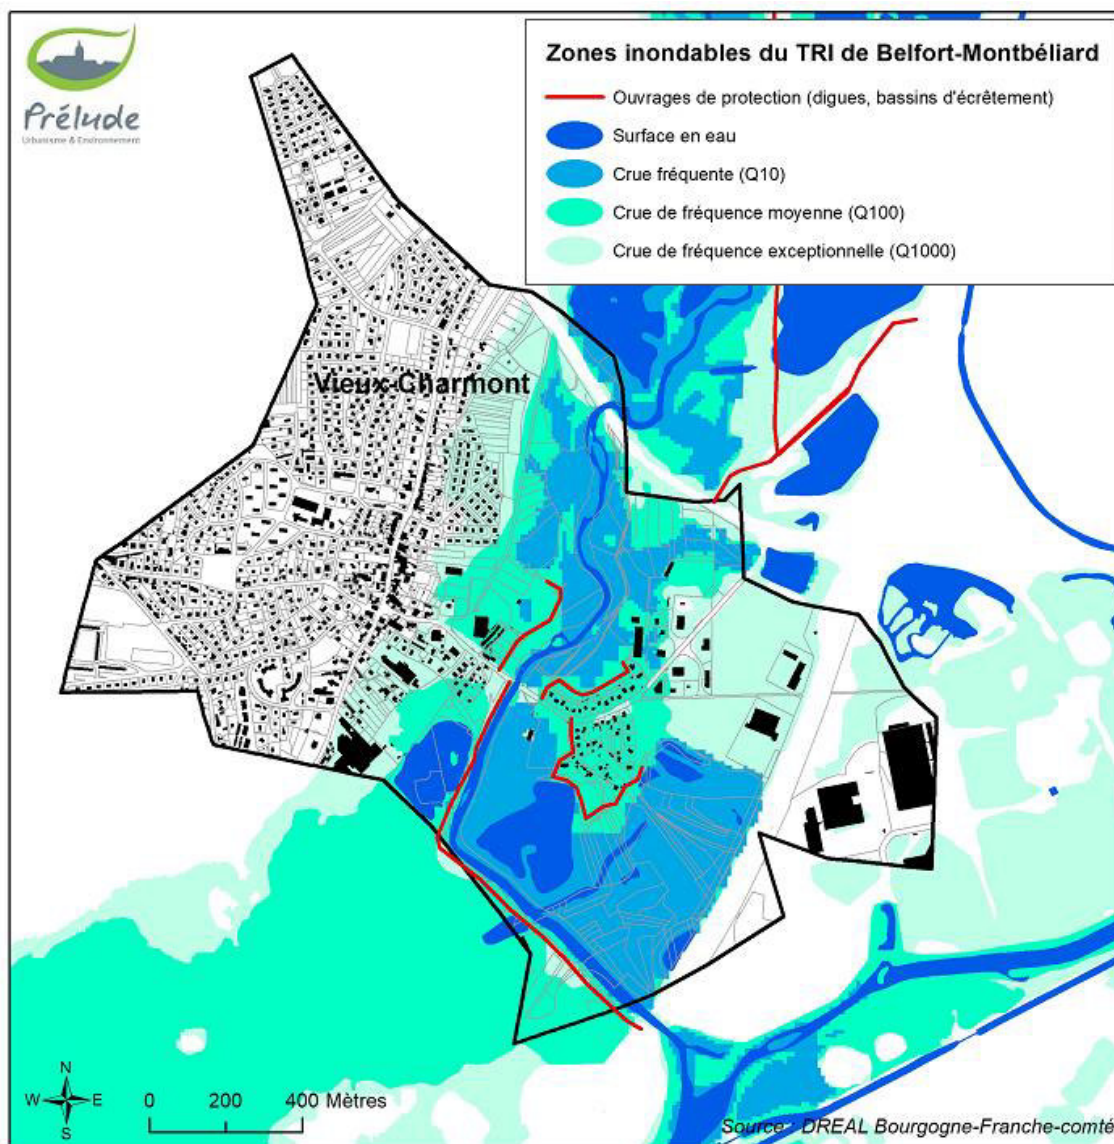 Prélude
Urbanisme & Environnement
Zones inondables du TRI de Belfort-Montbéliard
Ouvrages de protection (digues, bassins d'écrêtement)
Surface en eau
Crue fréquente (Q10)
Crue de fréquence moyenne (Q100)
Crue de fréquence exceptionnelle (Q1000)
Vieux-Charmont
N
W E
S
0 200 400 Mètres
Source : DREAL Bourgogne-Franche-comté